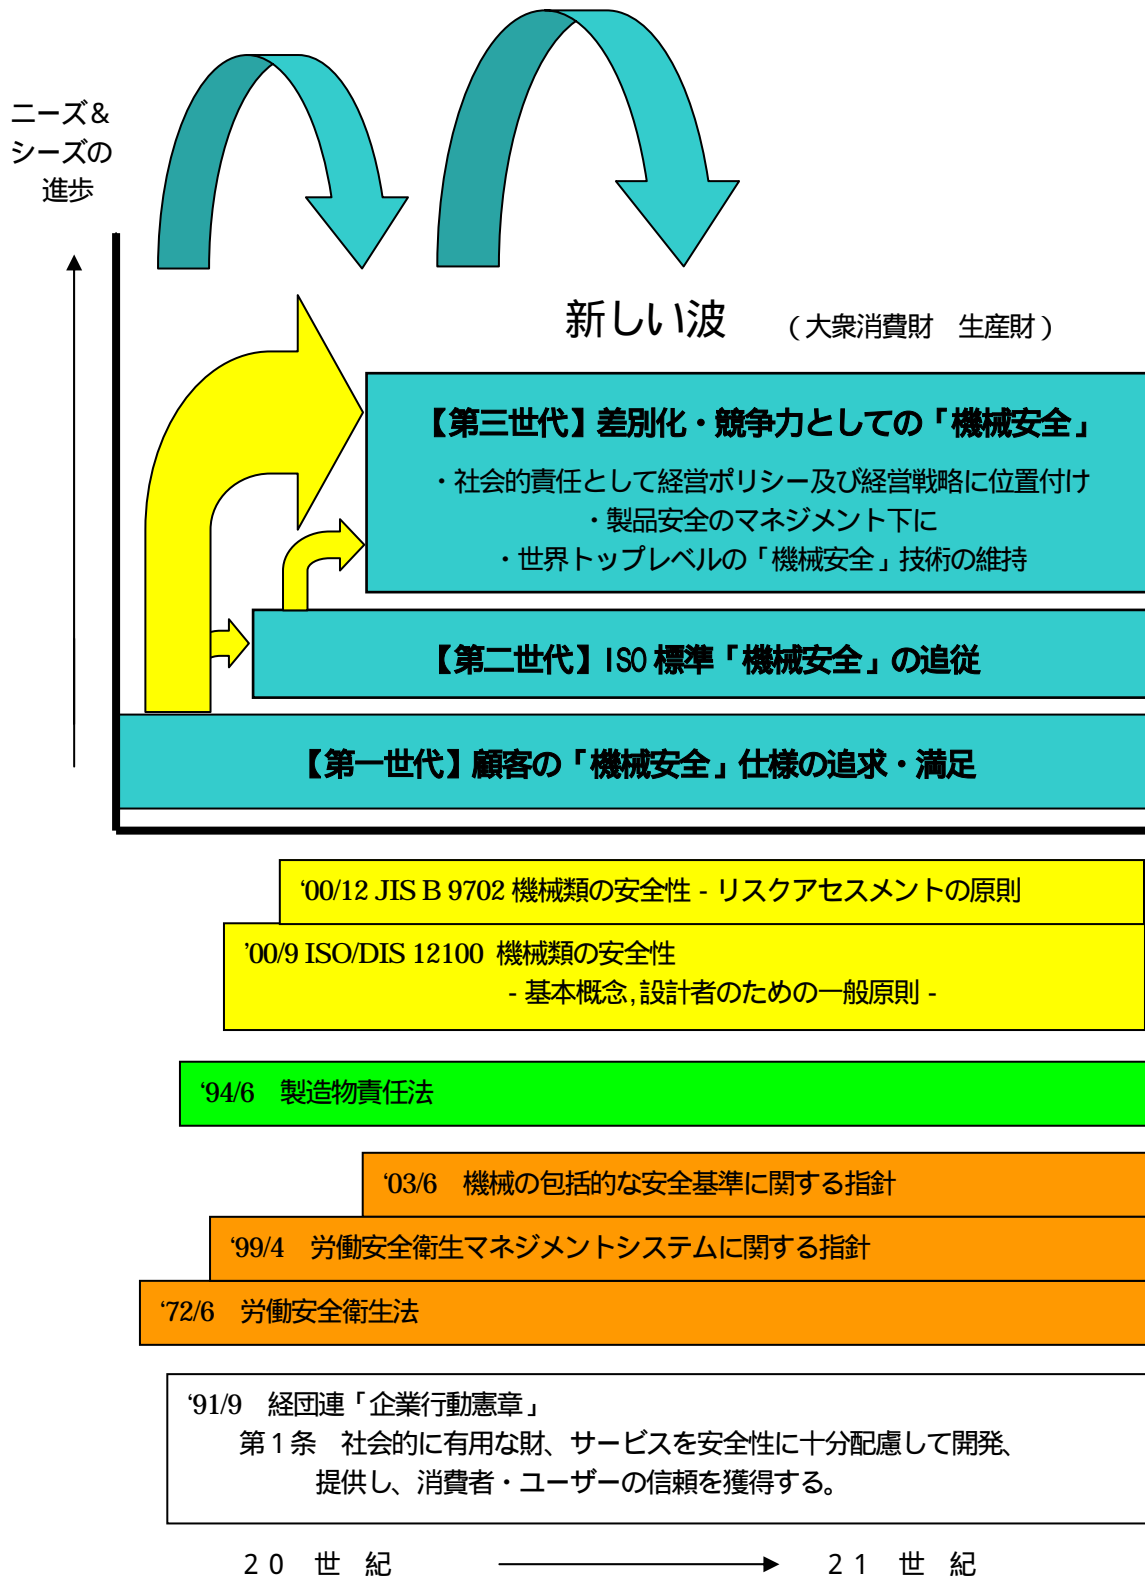 ニーズ&
シーズの
進歩
新しい波 (大衆消費財 生産財)
【第三世代】差別化・競争力としての「機械安全」
・社会的責任として経営ポリシー及び経営戦略に位置付け
・製品安全のマネジメント下に
・世界トップレベルの「機械安全」技術の維持
【第二世代】ISO 標準「機械安全」の追従
【第一世代】顧客の「機械安全」仕様の追求・満足
‘00/12 JIS B 9702 機械類の安全性 - リスクアセスメントの原則
’00/9 ISO/DIS 12100 機械類の安全性
- 基本概念,設計者のための一般原則 -
‘94/6 製造物責任法
‘03/6 機械の包括的な安全基準に関する指針
‘99/4 労働安全衛生マネジメントシステムに関する指針
‘72/6 労働安全衛生法
‘91/9 経団連「企業行動憲章」
第1条 社会的に有用な財、サービスを安全性に十分配慮して開発、
提供し、消費者・ユーザーの信頼を獲得する。
20 世 紀 21 世 紀